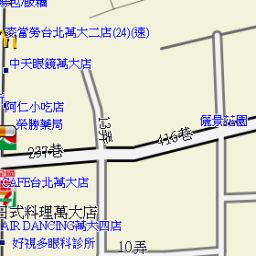 麥當勞台北萬大二店(24)(速)
中天眼鏡萬大店
阿仁小吃店
榮勝藥局
13弄
儷景花園
416巷
237巷
CAFE台北萬大店
日式料理萬大店
AIR DANCING萬大四店
好視多眼科診所
10弄